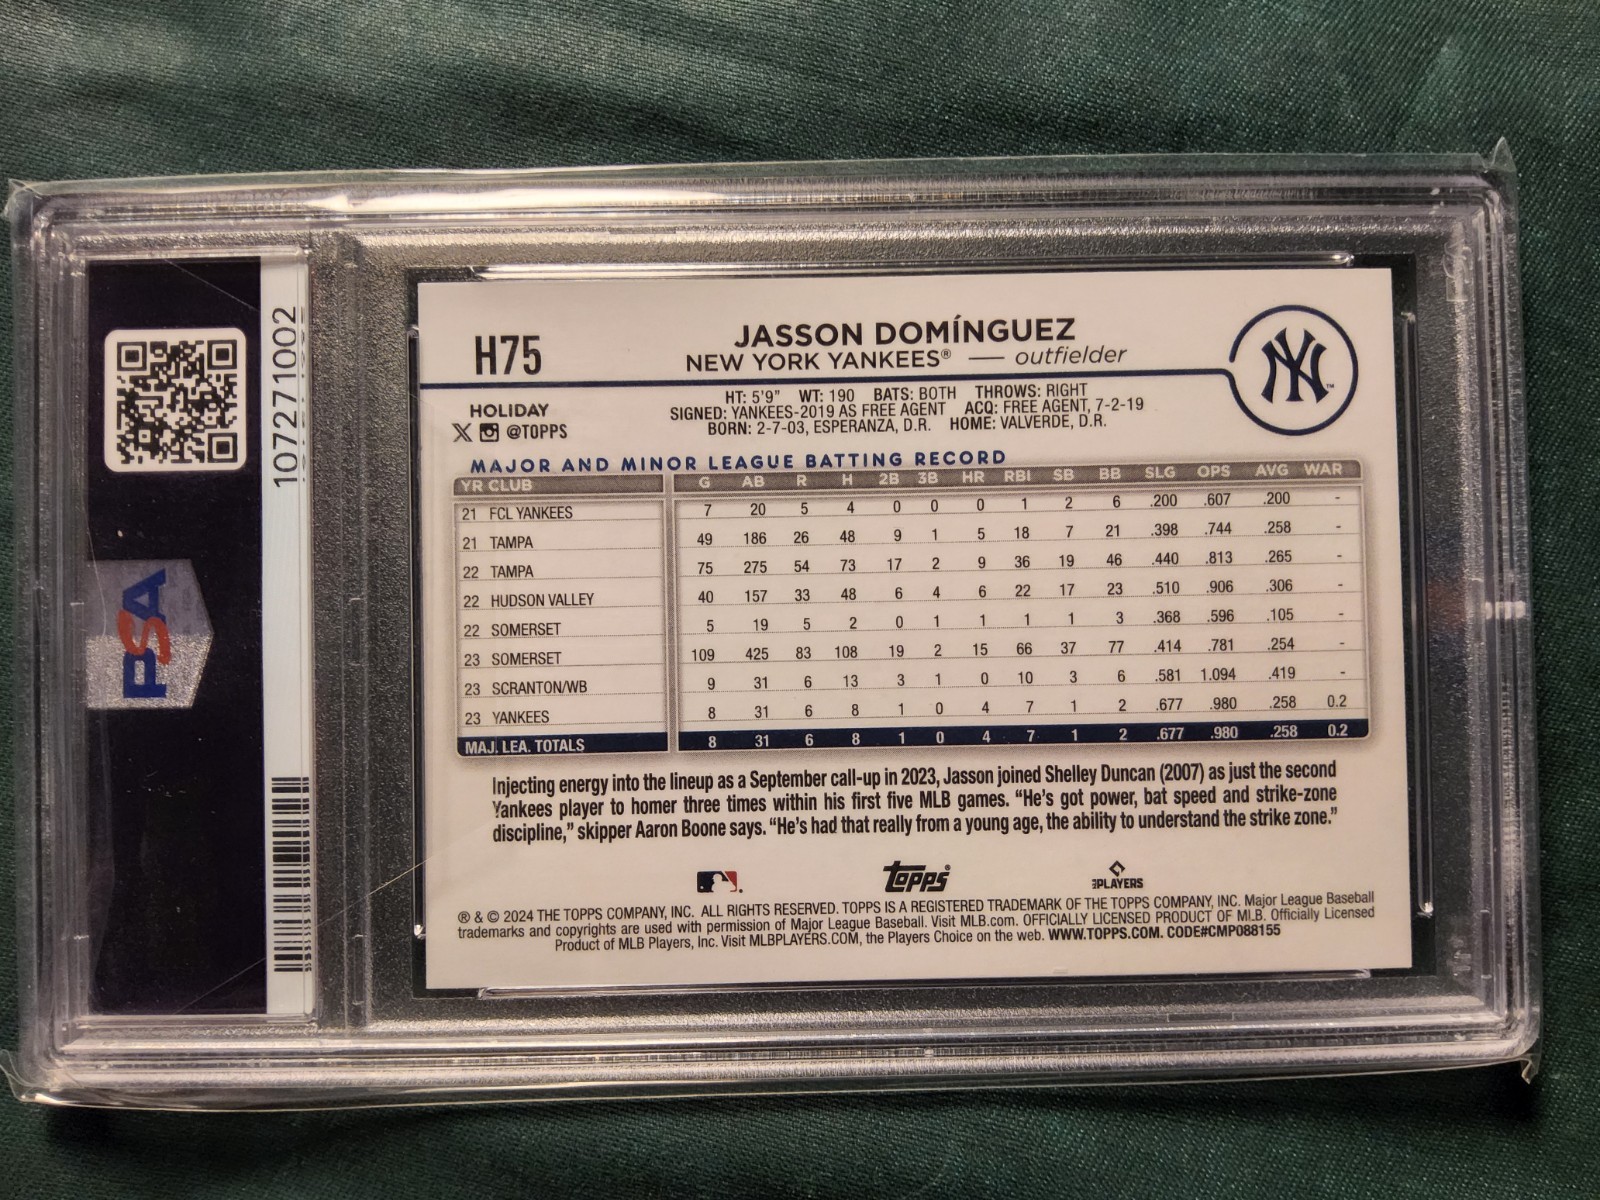 107271002
PSA
H75
JASSON DOMÍNGUEZ
NEW YORK YANKEES® — outfielder
NY ™
HOLIDAY
X @TOPPS
HT: 5'9" WT: 190 BATS: BOTH THROWS: RIGHT
SIGNED: YANKEES-2019 AS FREE AGENT ACQ: FREE AGENT, 7-2-19
BORN: 2-7-03, ESPERANZA, D.R. HOME: VALVERDE, D.R.
MAJOR AND MINOR LEAGUE BATTING RECORD
YR CLUB G AB R H 2B 3B HR RBI SB BB SLG OPS AVG WAR
21 FCL YANKEES 7 20 5 4 0 0 0 1 2 6 .200 .607 .200 -
21 TAMPA 49 186 26 48 9 1 5 18 7 21 .398 .744 .258 -
22 TAMPA 75 275 54 73 17 2 9 36 19 46 .440 .813 .265 -
22 HUDSON VALLEY 40 157 33 48 6 4 6 22 17 23 .510 .906 .306 -
22 SOMERSET 5 19 5 2 0 1 1 1 1 3 .368 .596 .105 -
23 SOMERSET 109 425 83 108 19 2 15 66 37 77 .414 .781 .254 -
23 SCRANTON/WB 9 31 6 13 3 1 0 10 3 6 .581 1.094 .419 -
23 YANKEES 8 31 6 8 1 0 4 7 1 2 .677 .980 .258 0.2
MAJ. LEA. TOTALS 8 31 6 8 1 0 4 7 1 2 .677 .980 .258 0.2
Injecting energy into the lineup as a September call-up in 2023, Jasson joined Shelley Duncan (2007) as just the second
Yankees player to homer three times within his first five MLB games. “He's got power, bat speed and strike-zone
discipline,” skipper Aaron Boone says. “He's had that really from a young age, the ability to understand the strike zone.”
topps®
PLAYERS
® & © 2024 THE TOPPS COMPANY, INC. ALL RIGHTS RESERVED. TOPPS IS A REGISTERED TRADEMARK OF THE TOPPS COMPANY, INC. Major League Baseball
trademarks and copyrights are used with permission of Major League Baseball. Visit MLB.com. OFFICIALLY LICENSED PRODUCT OF MLB. Officially Licensed
Product of MLB Players, Inc. Visit MLBPLAYERS.COM, the Players Choice on the web. WWW.TOPPS.COM. CODE#CMP088155